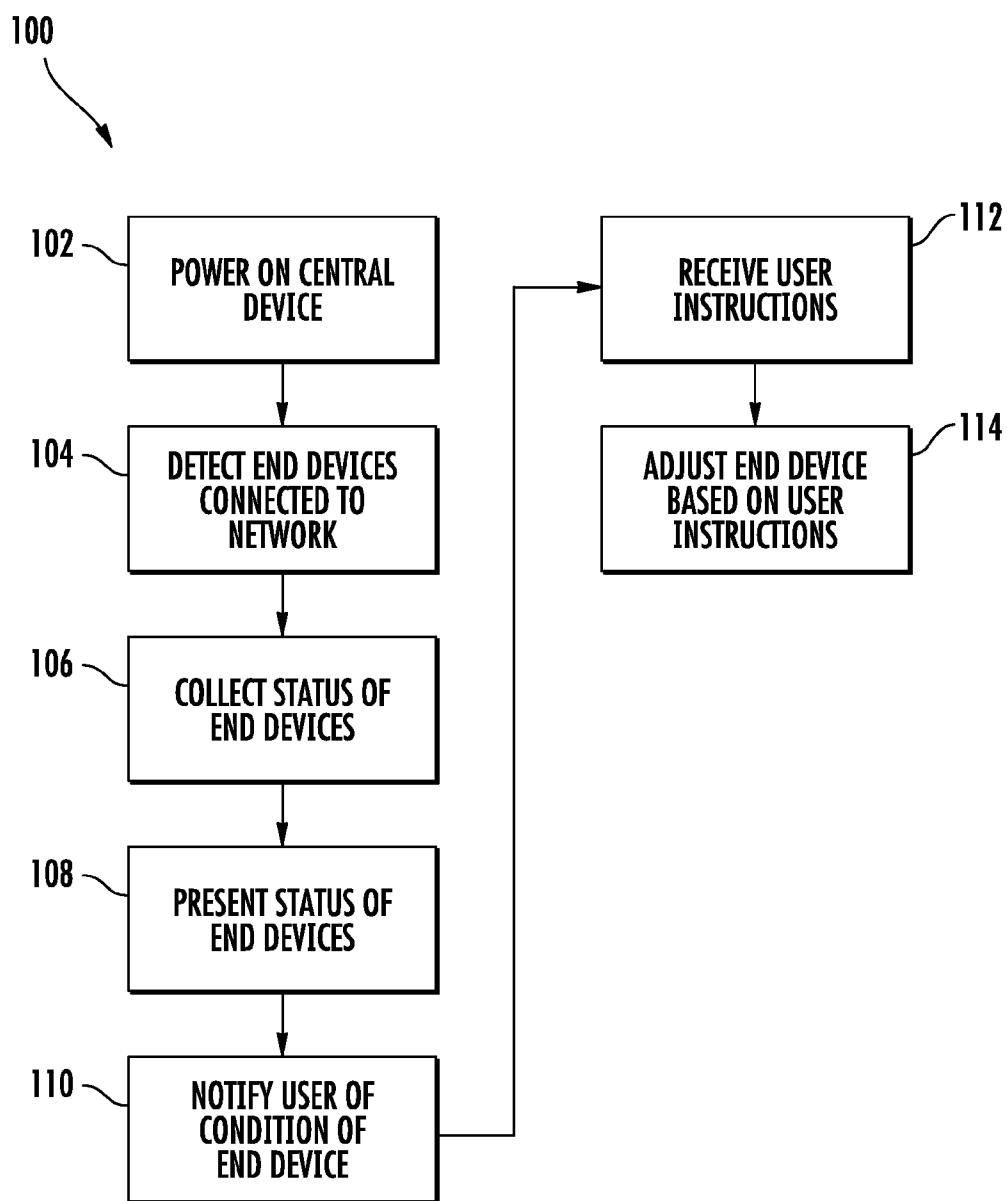 100
102
POWER ON CENTRAL
DEVICE
104
DETECT END DEVICES
CONNECTED TO
NETWORK
106
COLLECT STATUS OF
END DEVICES
108
PRESENT STATUS OF
END DEVICES
110
NOTIFY USER OF
CONDITION OF
END DEVICE
112
RECEIVE USER
INSTRUCTIONS
114
ADJUST END DEVICE
BASED ON USER
INSTRUCTIONS